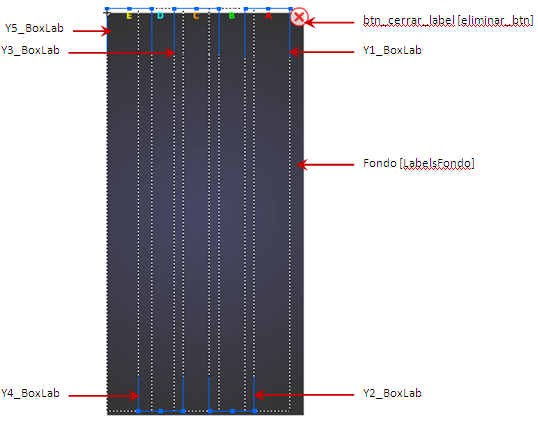 E D C B A
btn_cerrar_label [eliminar_btn]
Y5_BoxLab
Y3_BoxLab
Y1_BoxLab
Fondo [LabelsFondo]
Y4_BoxLab
Y2_BoxLab